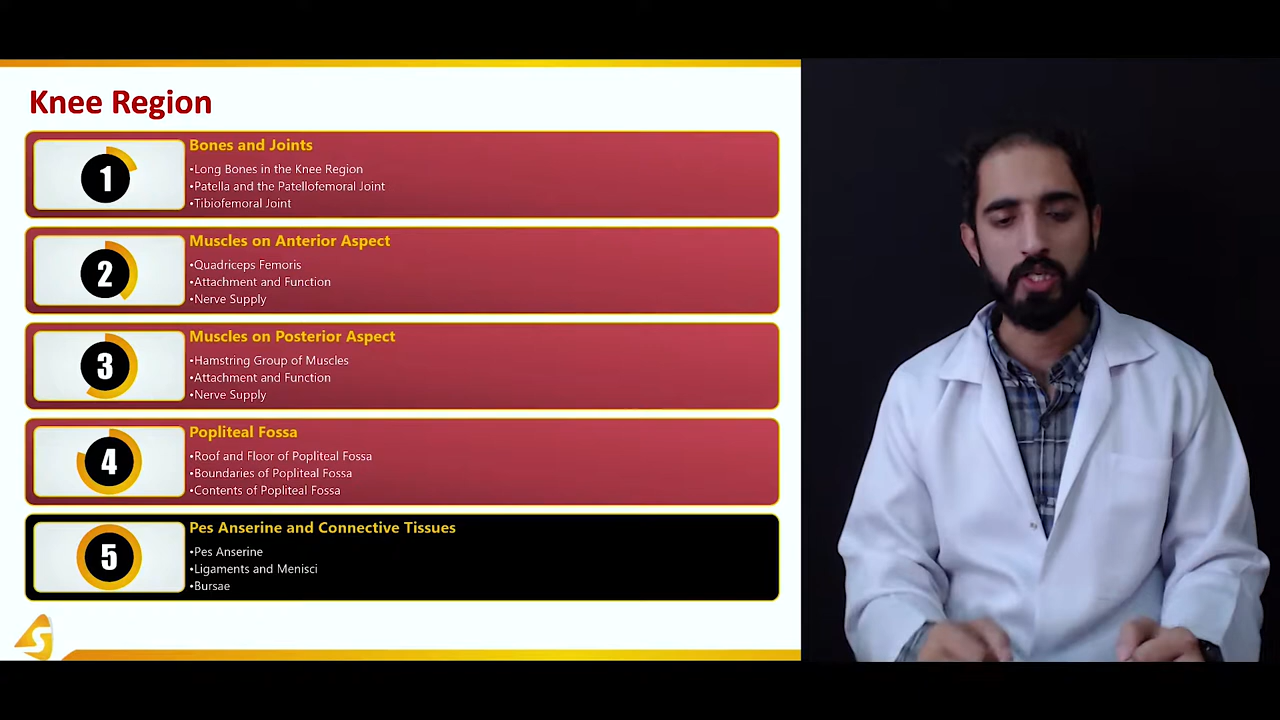 Knee Region
1
Bones and Joints
•Long Bones in the Knee Region
•Patella and the Patellofemoral Joint
•Tibiofemoral Joint
2
Muscles on Anterior Aspect
•Quadriceps Femoris
•Attachment and Function
•Nerve Supply
3
Muscles on Posterior Aspect
•Hamstring Group of Muscles
•Attachment and Function
•Nerve Supply
4
Popliteal Fossa
•Roof and Floor of Popliteal Fossa
•Boundaries of Popliteal Fossa
•Contents of Popliteal Fossa
5
Pes Anserine and Connective Tissues
•Pes Anserine
•Ligaments and Menisci
•Bursae
S